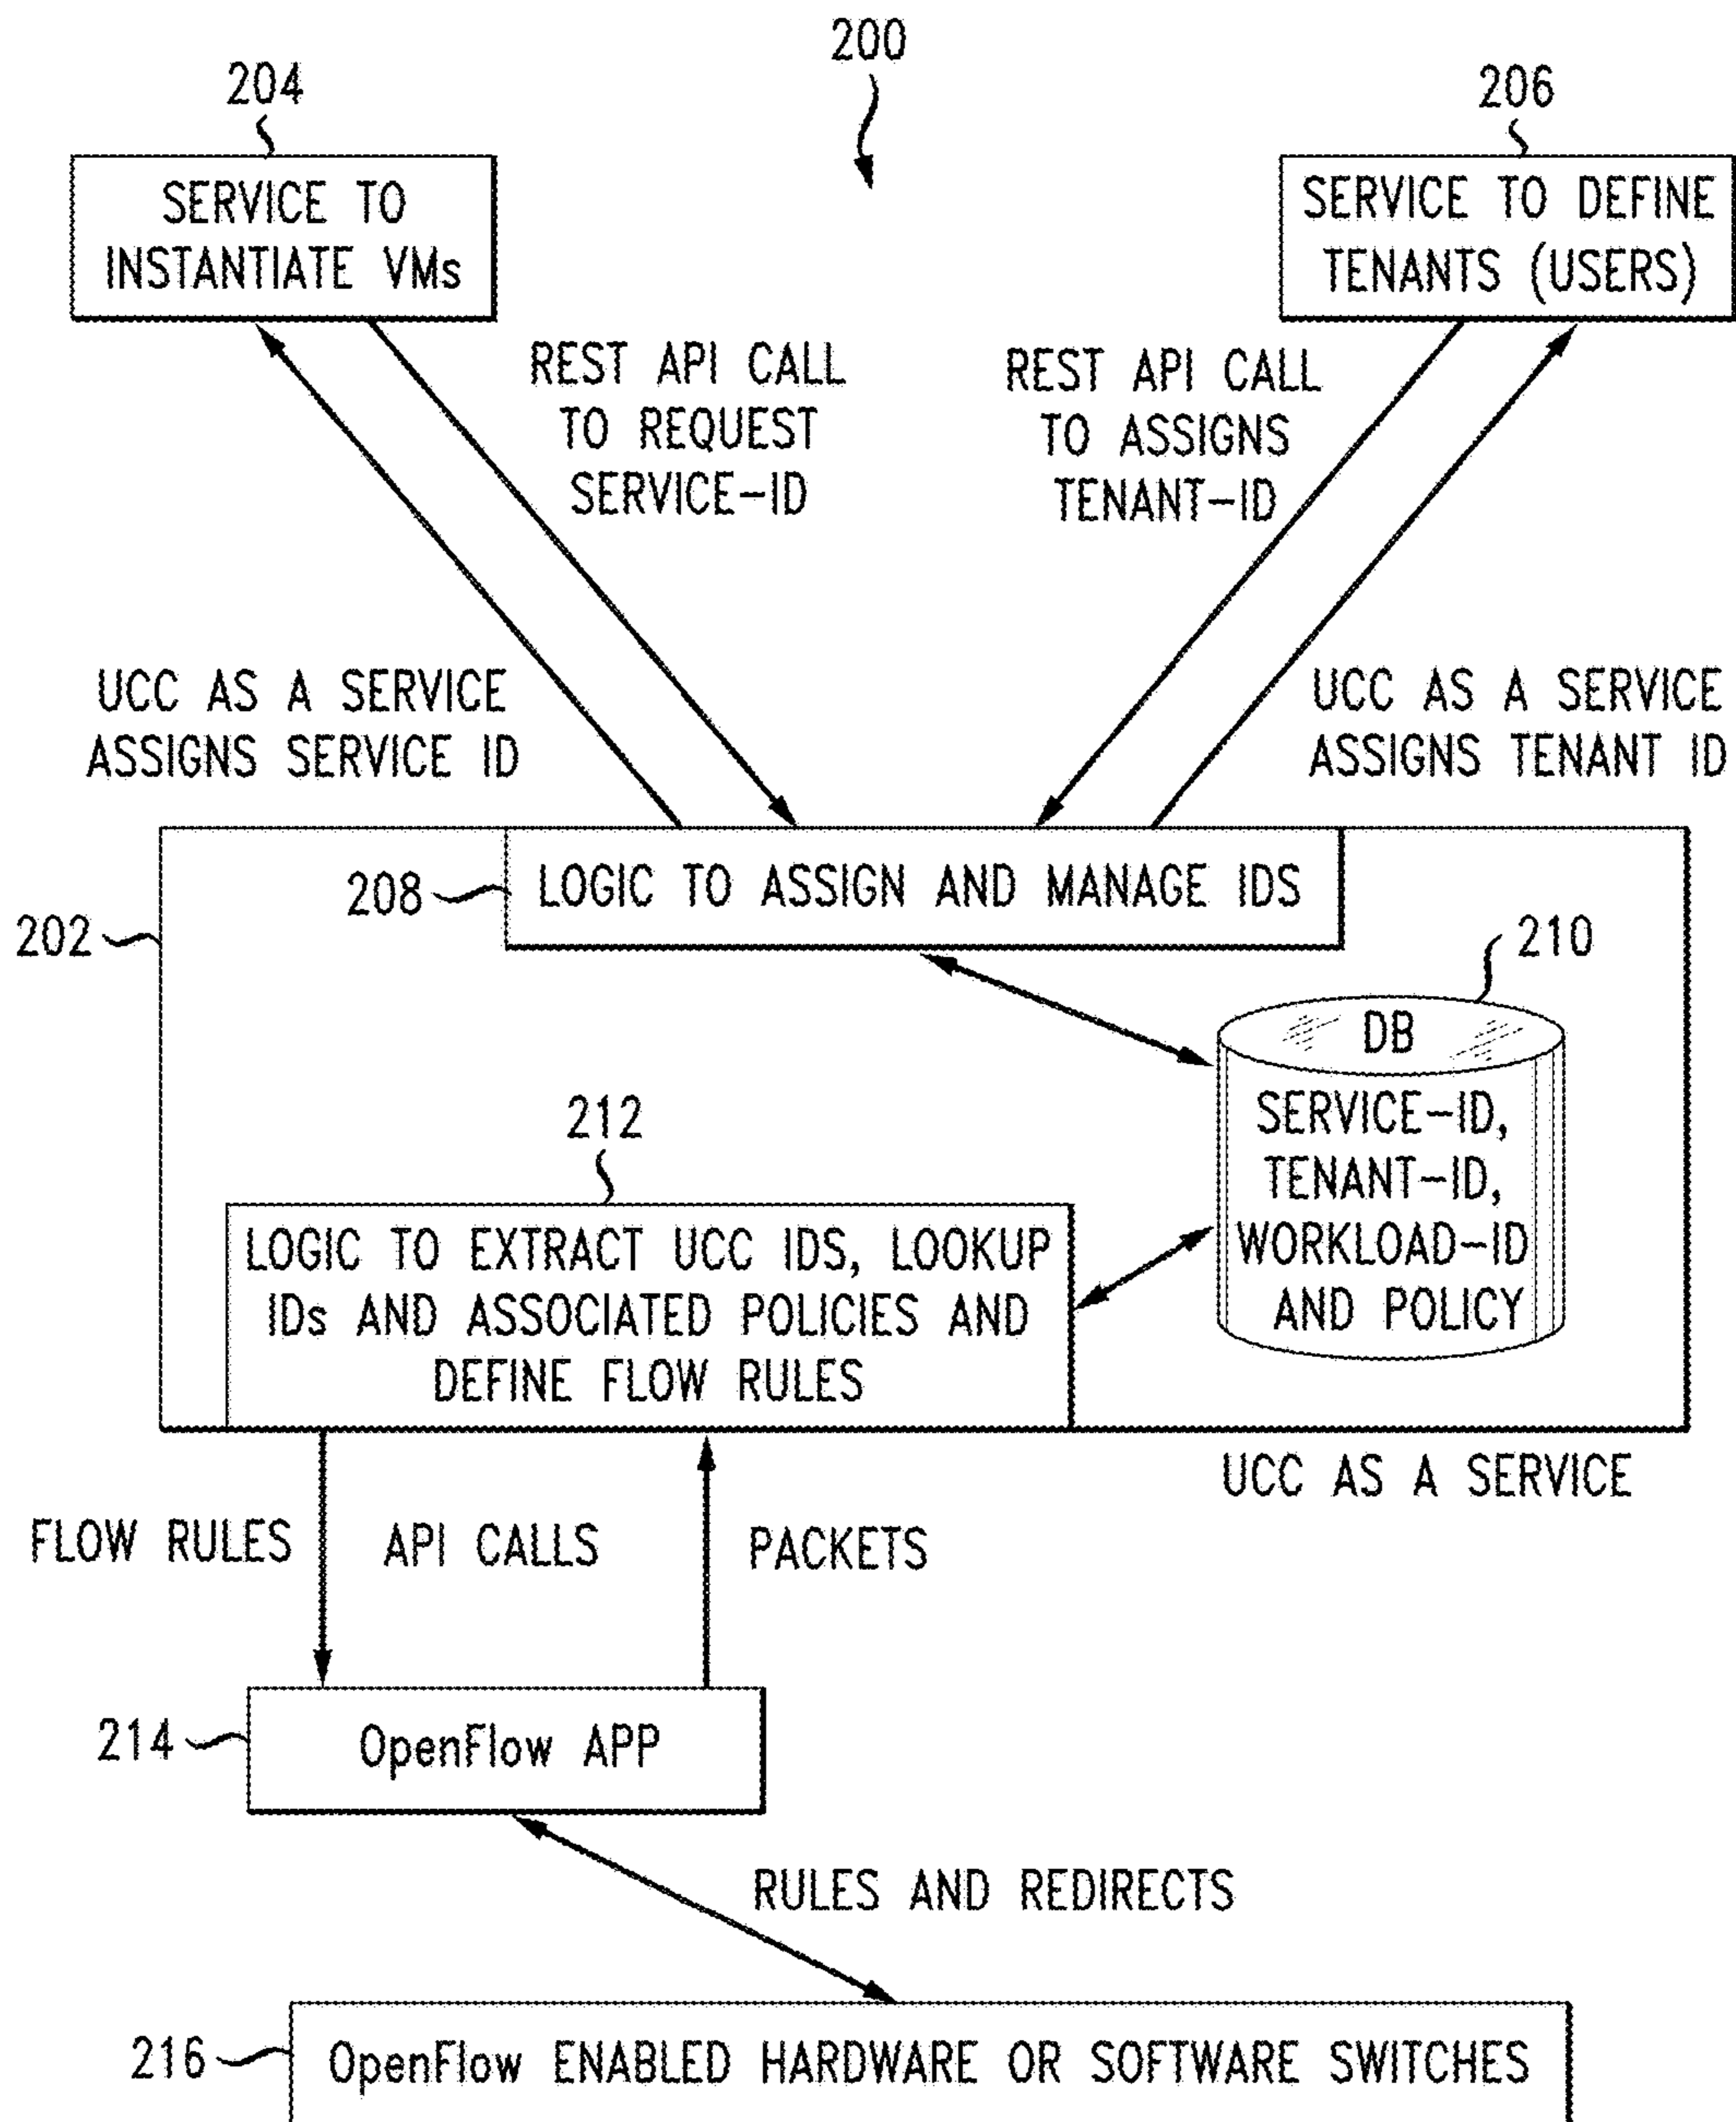 200
204
206
SERVICE TO
INSTANTIATE VMs
SERVICE TO DEFINE
TENANTS (USERS)
REST API CALL
TO REQUEST
SERVICE-ID
REST API CALL
TO ASSIGNS
TENANT-ID
UCC AS A SERVICE
ASSIGNS SERVICE ID
UCC AS A SERVICE
ASSIGNS TENANT ID
208
LOGIC TO ASSIGN AND MANAGE IDS
202
210
DB
SERVICE-ID,
TENANT-ID,
WORKLOAD-ID
AND POLICY
212
LOGIC TO EXTRACT UCC IDS, LOOKUP
IDs AND ASSOCIATED POLICIES AND
DEFINE FLOW RULES
UCC AS A SERVICE
FLOW RULES
API CALLS
PACKETS
214
OpenFlow APP
RULES AND REDIRECTS
216
OpenFlow ENABLED HARDWARE OR SOFTWARE SWITCHES